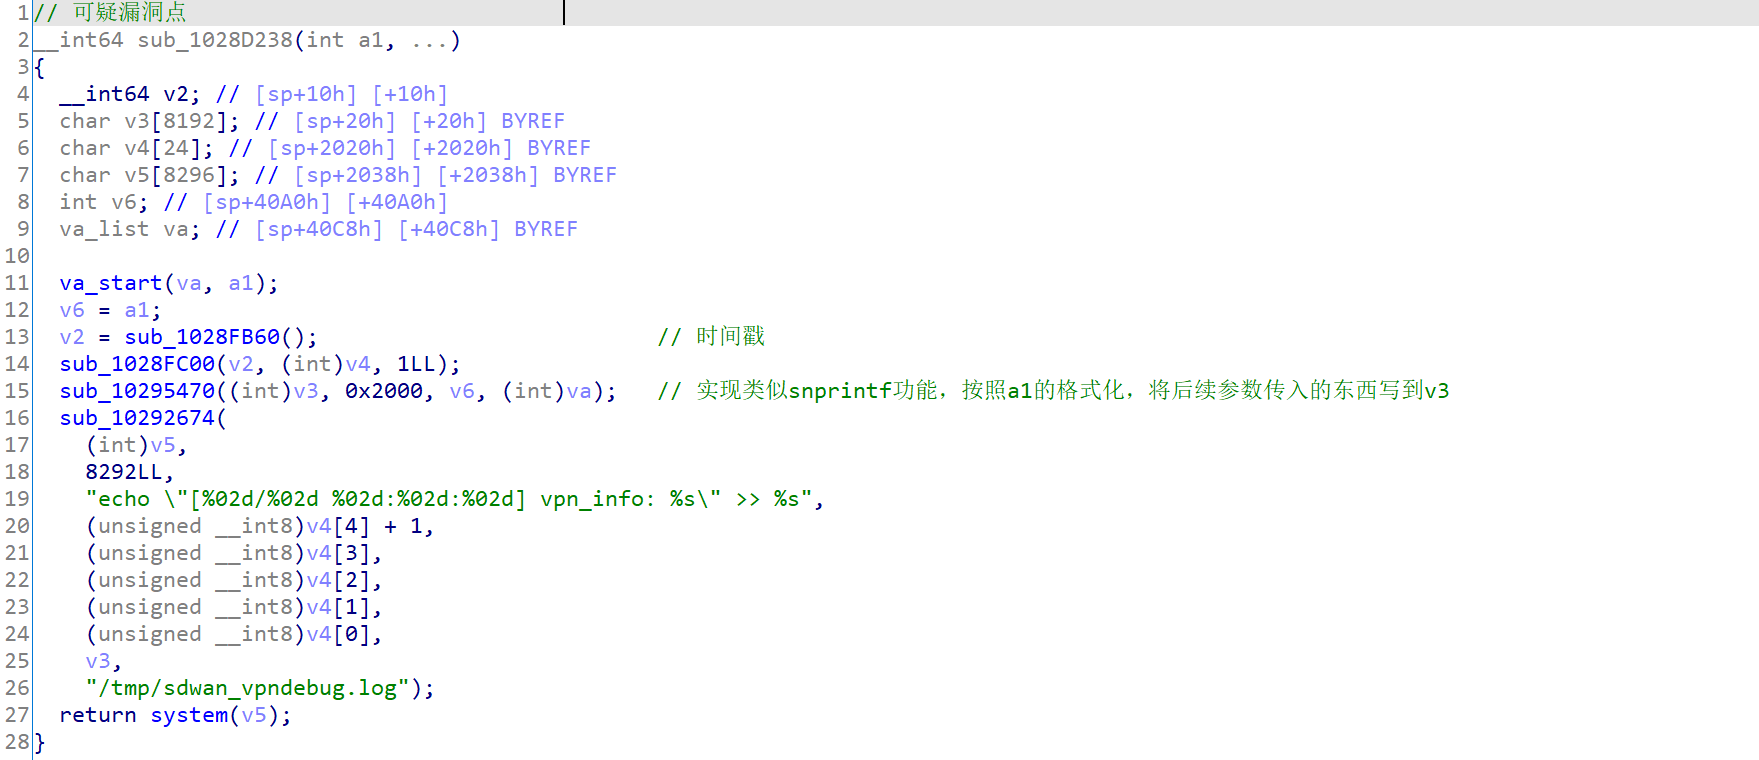 1 // 可疑漏洞点
2 __int64 sub_1028D238(int a1, ...)
3 {
4   __int64 v2; // [sp+10h] [+10h]
5   char v3[8192]; // [sp+20h] [+20h] BYREF
6   char v4[24]; // [sp+2020h] [+2020h] BYREF
7   char v5[8296]; // [sp+2038h] [+2038h] BYREF
8   int v6; // [sp+40A0h] [+40A0h]
9   va_list va; // [sp+40C8h] [+40C8h] BYREF
10
11   va_start(va, a1);
12   v6 = a1;
13   v2 = sub_1028FB60();                          // 时间戳
14   sub_1028FC00(v2, (int)v4, 1LL);
15   sub_10295470((int)v3, 0x2000, v6, (int)va);   // 实现类似snprintf功能，按照a1的格式化，将后续参数传入的东西写到v3
16   sub_10292674(
17     (int)v5,
18     8292LL,
19     "echo \"[%02d/%02d %02d:%02d:%02d] vpn_info: %s\" >> %s",
20     (unsigned __int8)v4[4] + 1,
21     (unsigned __int8)v4[3],
22     (unsigned __int8)v4[2],
23     (unsigned __int8)v4[1],
24     (unsigned __int8)v4[0],
25     v3,
26     "/tmp/sdwan_vpndebug.log");
27   return system(v5);
28 }